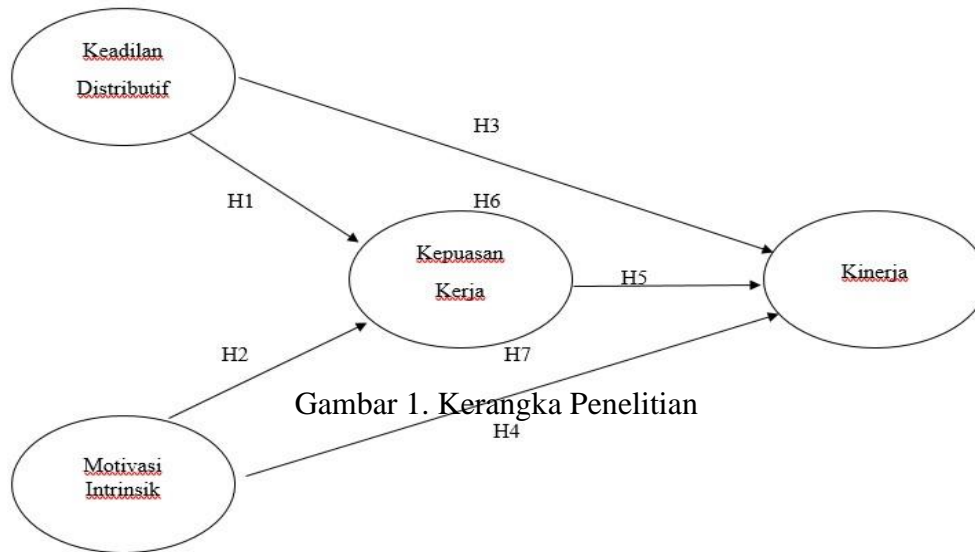 Keadilan
Distributif
H3
H1
H6
Kepuasan
Kerja
Kinerja
H5
H2
H7
Gambar 1. Kerangka Penelitian
H4
Motivasi
Intrinsik